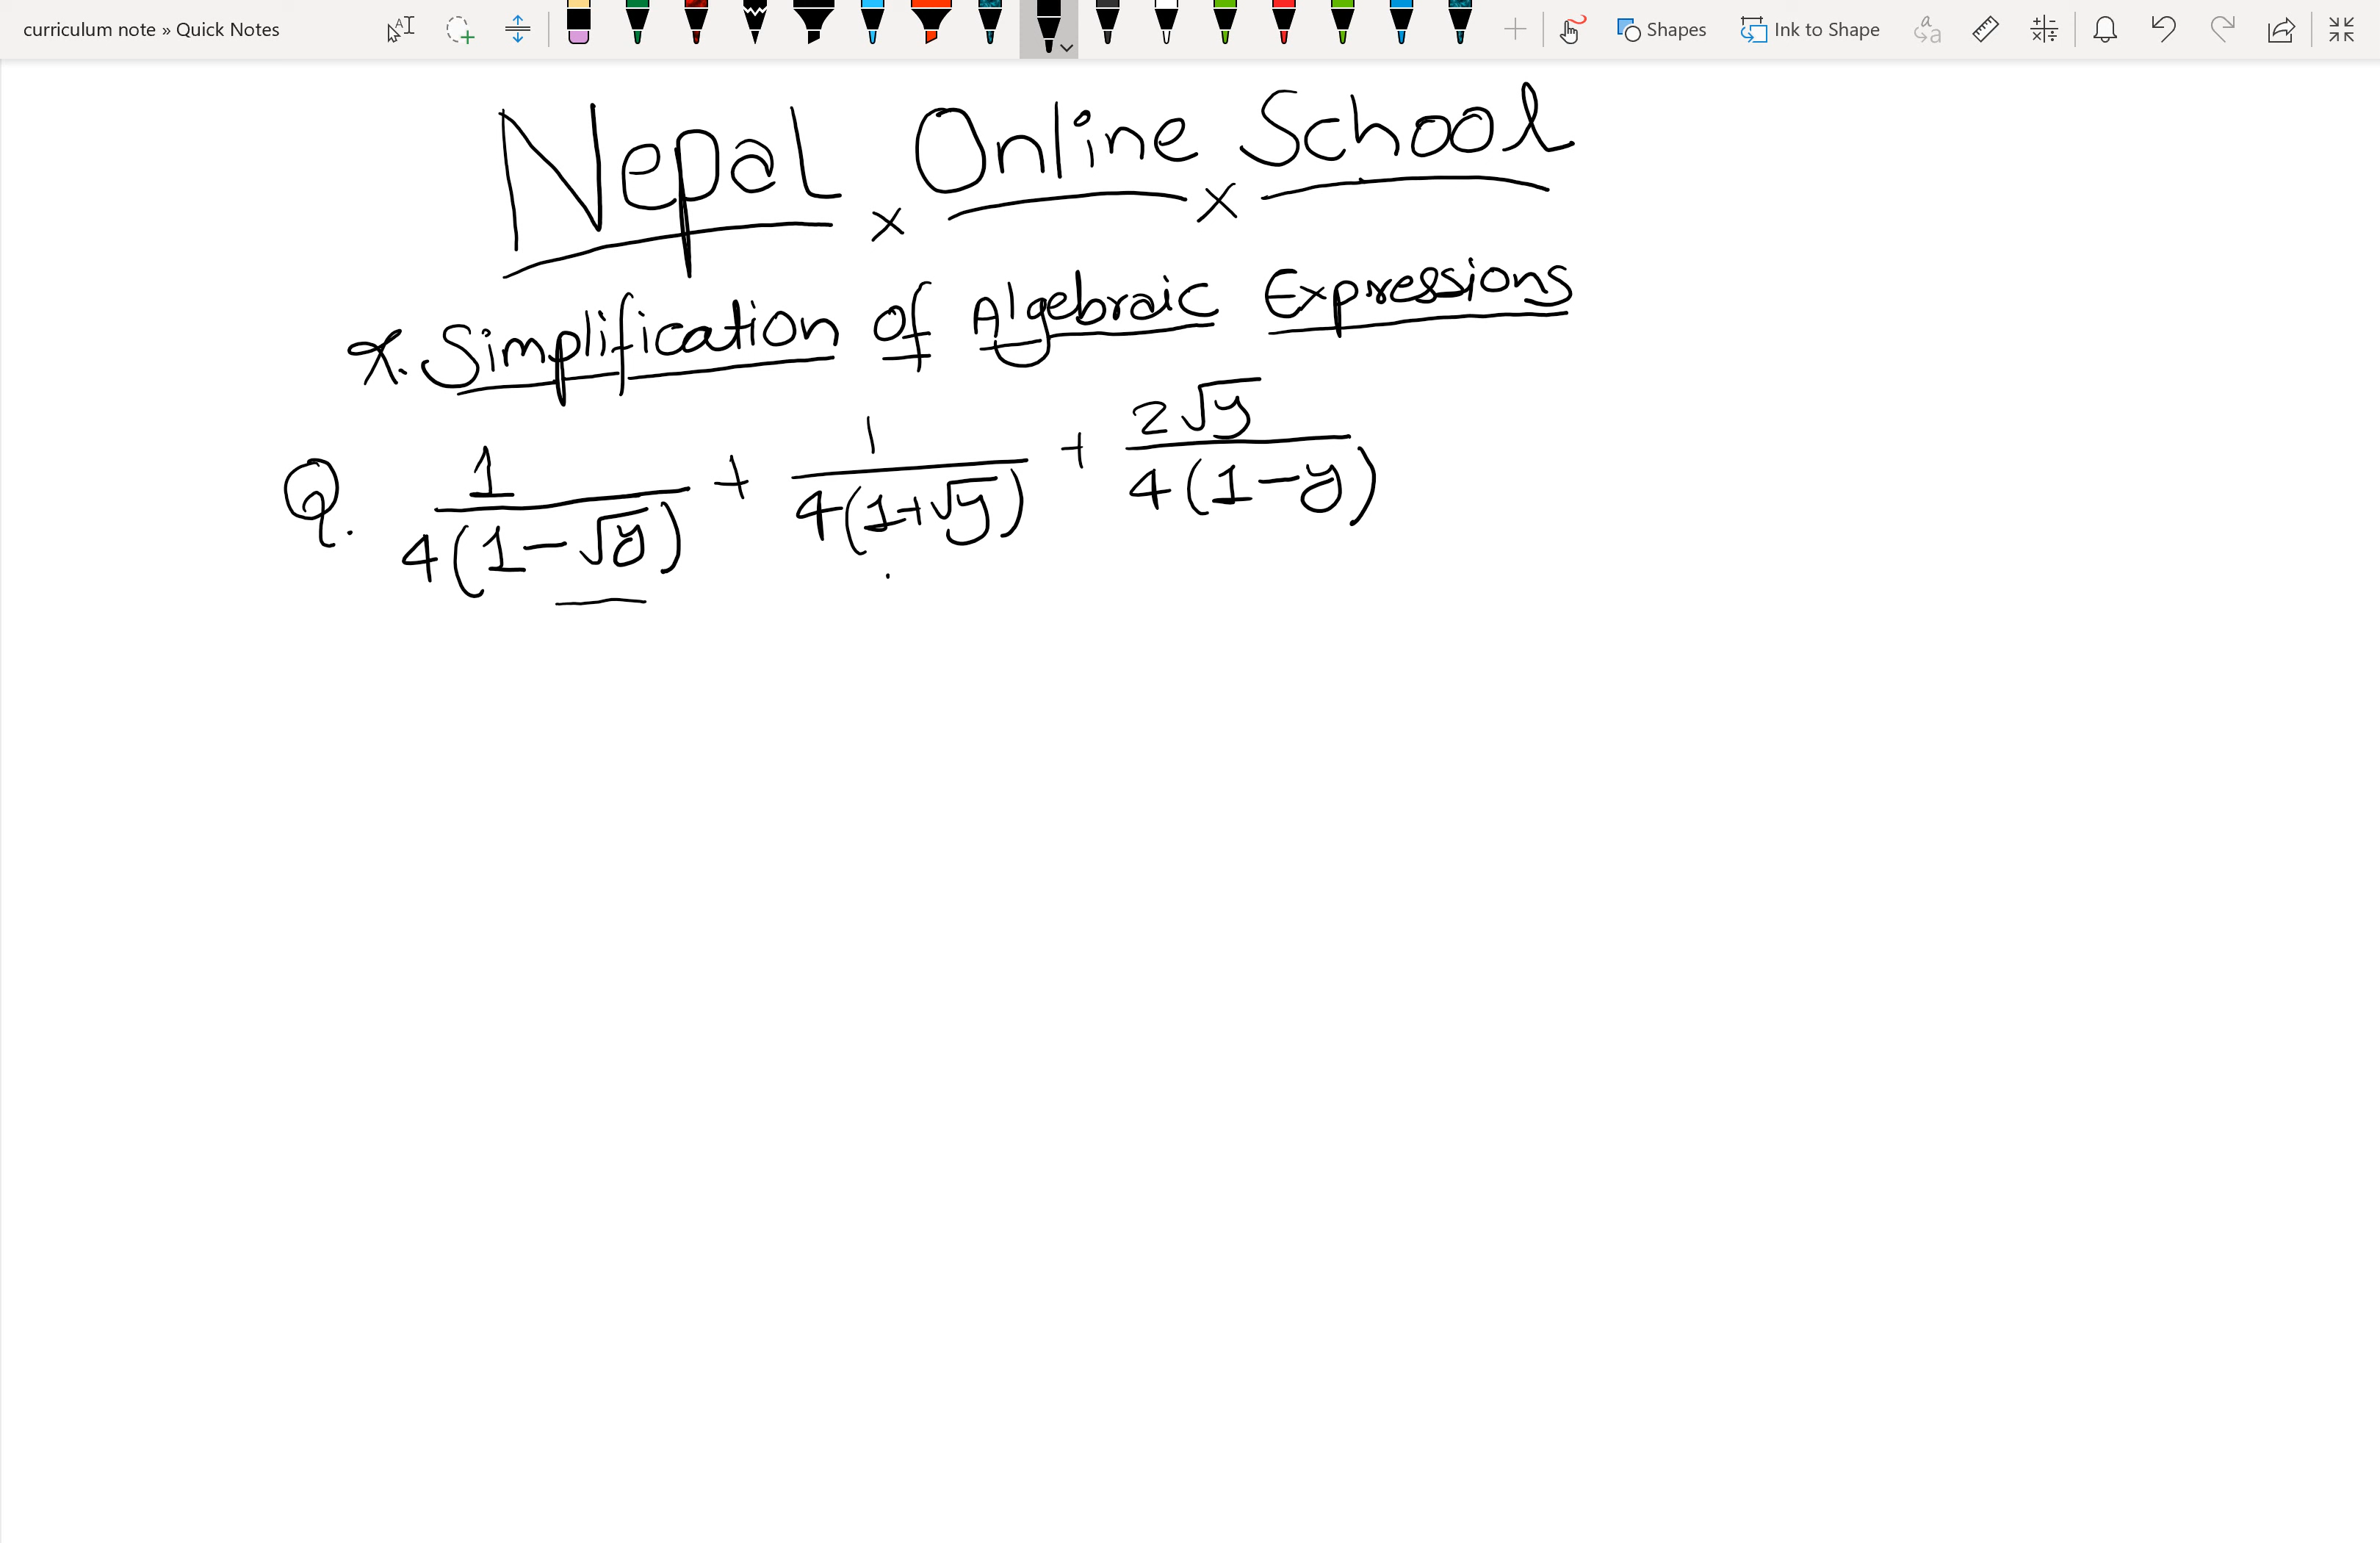 curriculum note » Quick Notes Shapes Ink to Shape
Nepal Online School
*. Simplification of Algebraic Expressions
Q. 1/4(1-√y) + 1/4(1+√y) + 2√y/4(1-y)